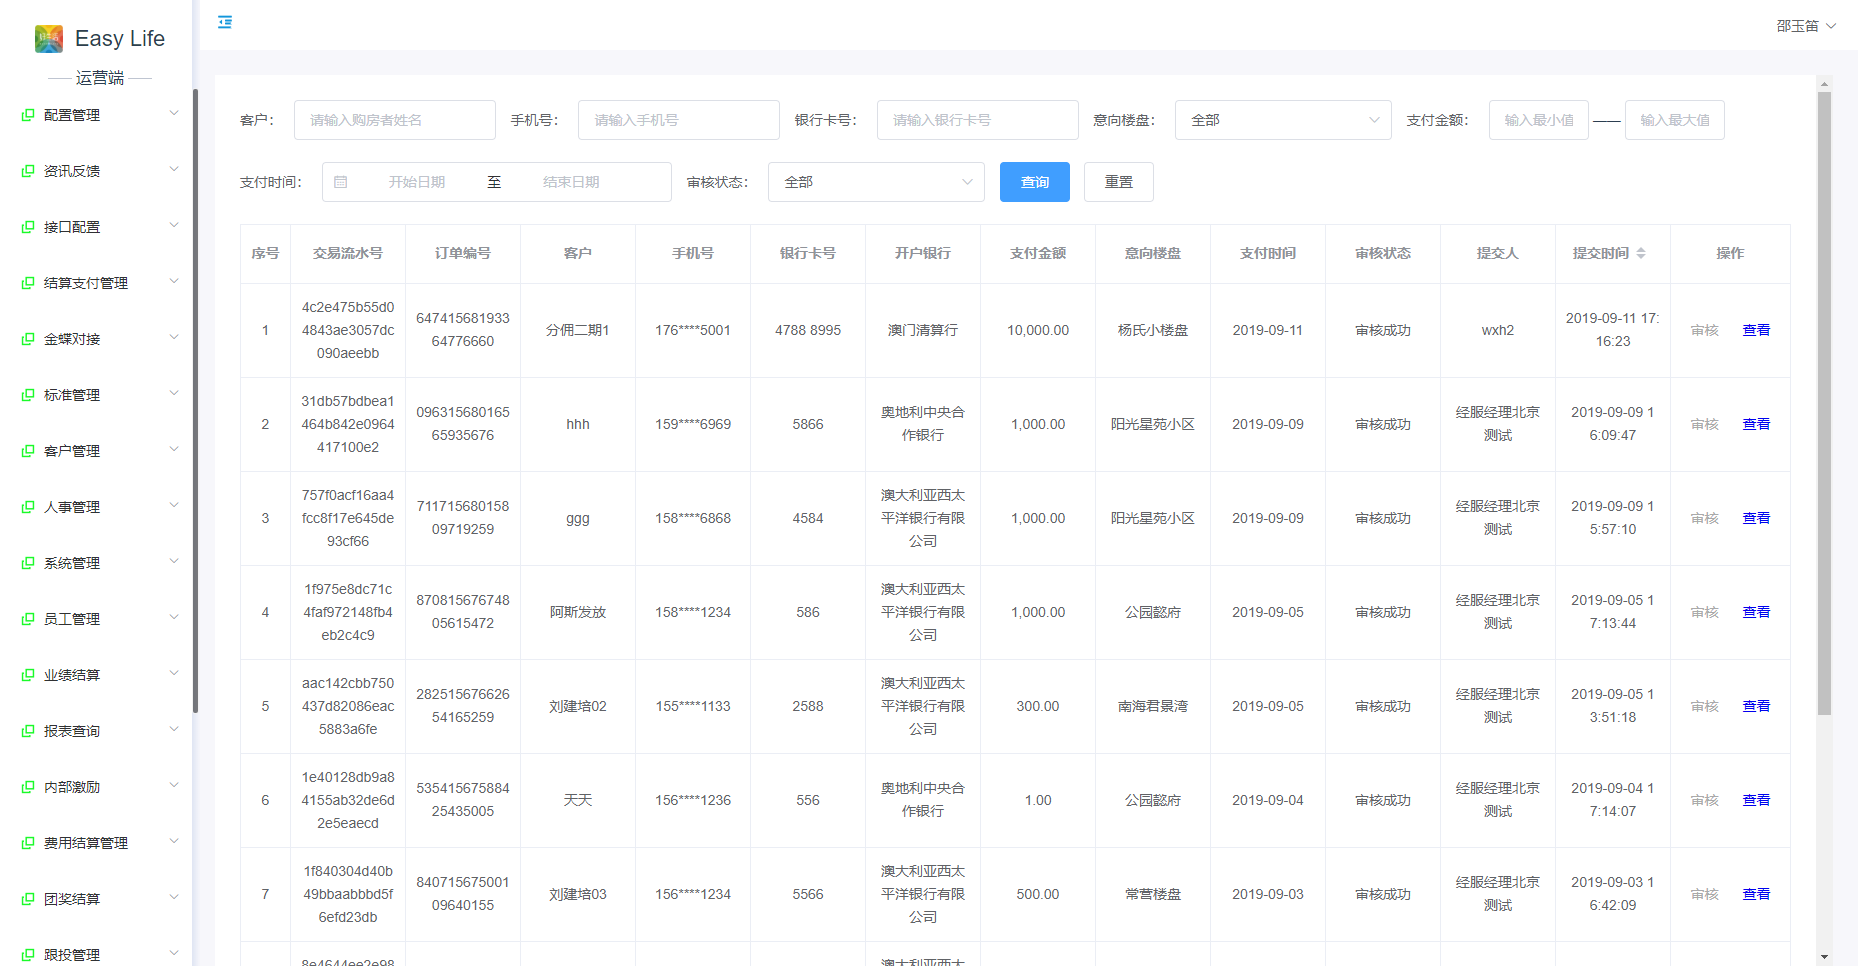 Easy Life
运营端
配置管理
资讯反馈
接口配置
结算支付管理
金蝶对接
标准管理
客户管理
人事管理
系统管理
员工管理
业绩结算
报表查询
内部激励
费用结算管理
团奖结算
跟投管理
邵玉笛
客户： 请输入购房者姓名 手机号： 请输入手机号 银行卡号： 请输入银行卡号 意向楼盘： 全部 支付金额： 输入最小值 —— 输入最大值
支付时间： 开始日期 至 结束日期 审核状态： 全部 查询 重置
序号 交易流水号 订单编号 客户 手机号 银行卡号 开户银行 支付金额 意向楼盘 支付时间 审核状态 提交人 提交时间 操作
1 4c2e475b55d04843ae3057dc090aeebb 64741568193364776660 分佣二期1 176****5001 4788 8995 澳门清算行 10,000.00 杨氏小楼盘 2019-09-11 审核成功 wxh2 2019-09-11 17:16:23 审核 查看
2 31db57bdbea1464b842e0964417100e2 09631568016565935676 hhh 159****6969 5866 奥地利中央合作银行 1,000.00 阳光星苑小区 2019-09-09 审核成功 经服经理北京测试 2019-09-09 16:09:47 审核 查看
3 757f0acf16aa4fcc8f17e645de93cf66 71171568015809719259 ggg 158****6868 4584 澳大利亚西太平洋银行有限公司 1,000.00 阳光星苑小区 2019-09-09 审核成功 经服经理北京测试 2019-09-09 15:57:10 审核 查看
4 1f975e8dc71c4faf972148fb4eb2c4c9 87081567674805615472 阿斯发放 158****1234 586 澳大利亚西太平洋银行有限公司 1,000.00 公园懿府 2019-09-05 审核成功 经服经理北京测试 2019-09-05 17:13:44 审核 查看
5 aac142cbb750437d82086eac5883a6fe 28251567662654165259 刘建培02 155****1133 2588 澳大利亚西太平洋银行有限公司 300.00 南海君景湾 2019-09-05 审核成功 经服经理北京测试 2019-09-05 13:51:18 审核 查看
6 1e40128db9a84155ab32de6d2e5eaecd 53541567588425435005 天天 156****1236 556 奥地利中央合作银行 1.00 公园懿府 2019-09-04 审核成功 经服经理北京测试 2019-09-04 17:14:07 审核 查看
7 1f840304d40b49bbaabbbd5f6efd23db 84071567500109640155 刘建培03 156****1234 5566 澳大利亚西太平洋银行有限公司 500.00 常营楼盘 2019-09-03 审核成功 经服经理北京测试 2019-09-03 16:42:09 审核 查看
8e4644ee2e98 澳大利亚西太